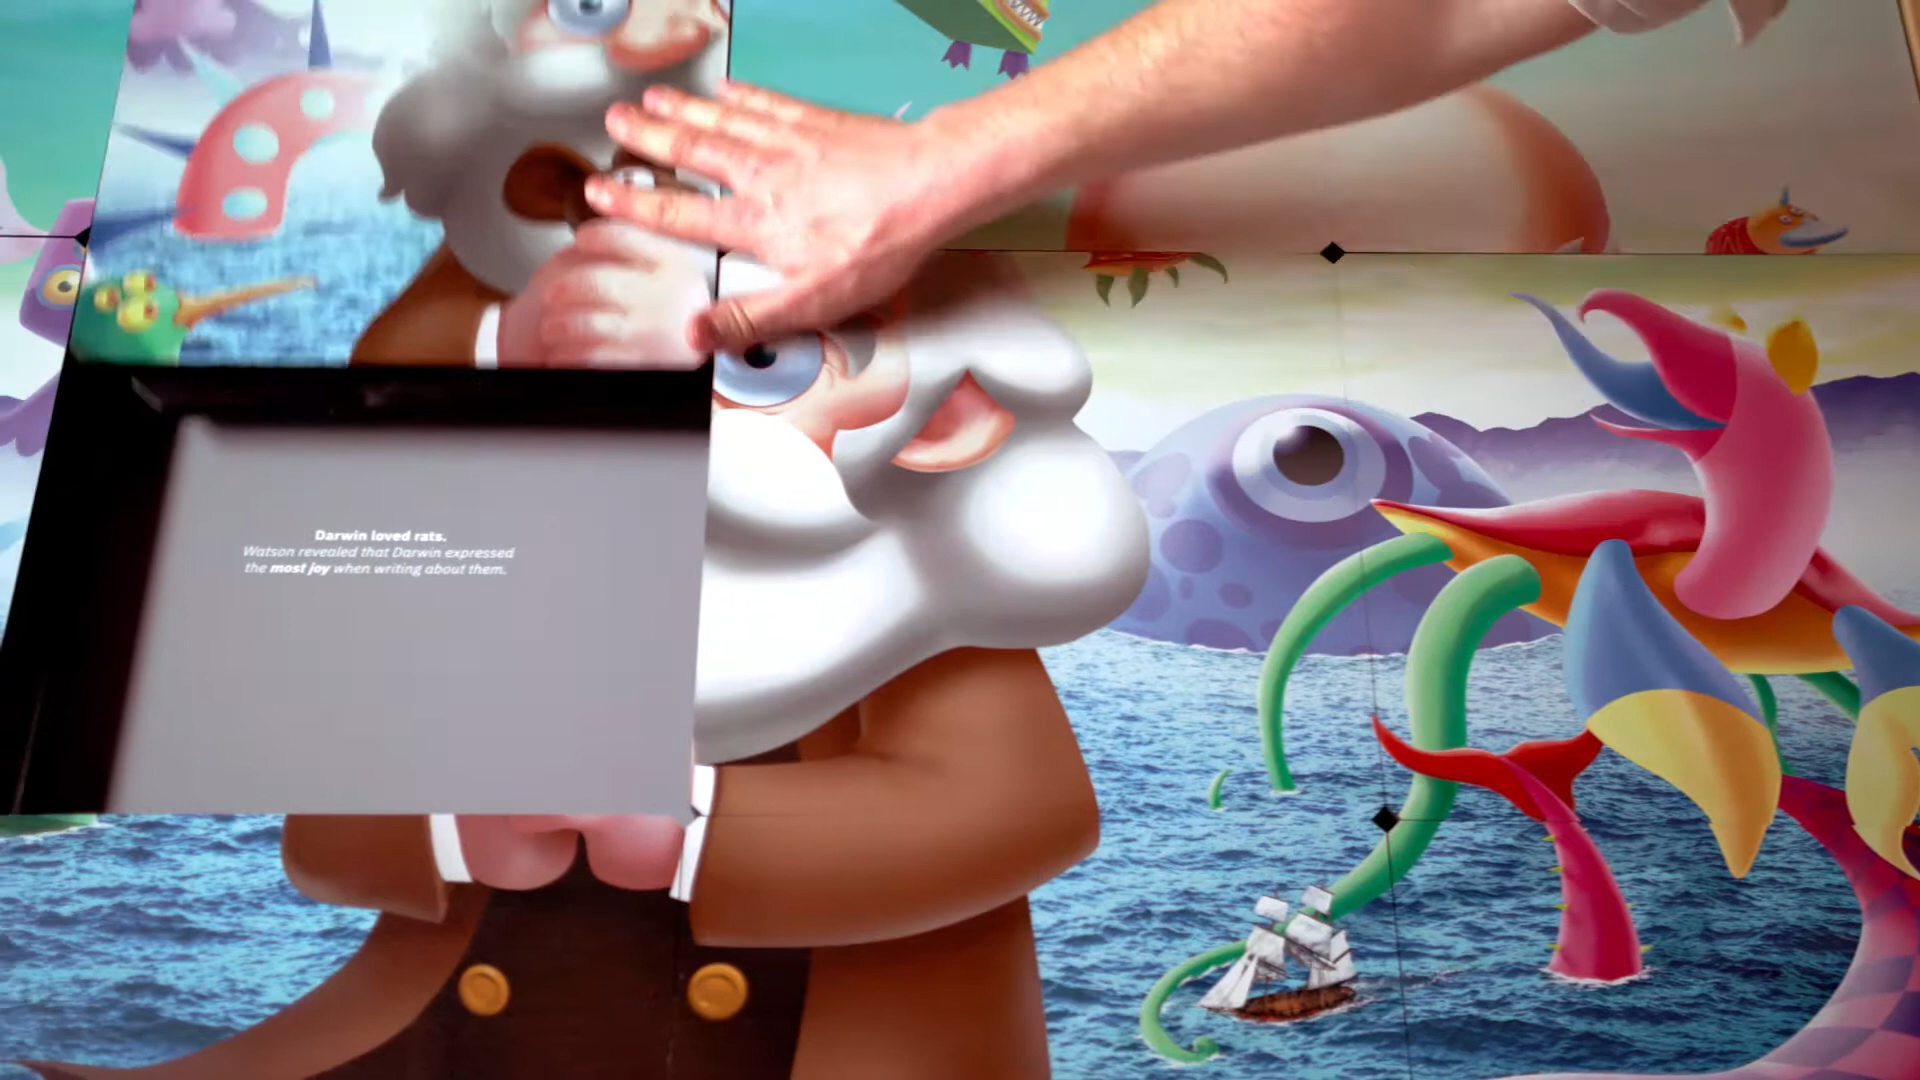 Darwin loved rats.
Watson revealed that Darwin expressed
the most joy when writing about them.